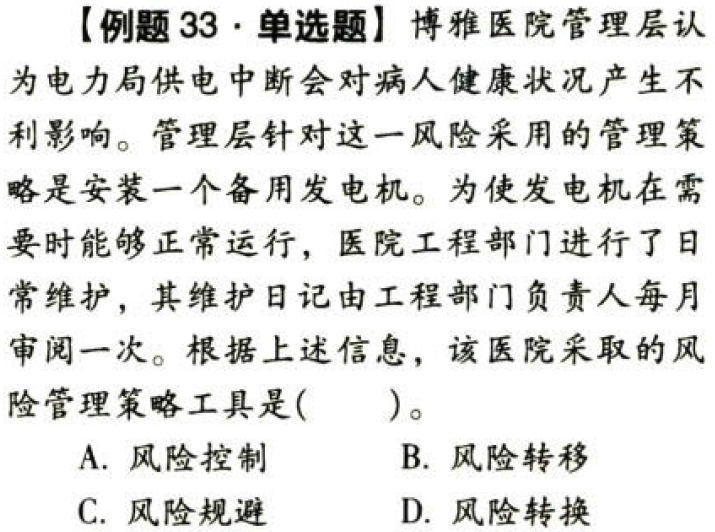 【例题33·单选题】博雅医院管理层认
为电力局供电中断会对病人健康状况产生不
利影响。管理层针对这一风险采用的管理策
略是安装一个备用发电机。为使发电机在需
要时能够正常运行，医院工程部门进行了日
常维护，其维护日记由工程部门负责人每月
审阅一次。根据上述信息，该医院采取的风
险管理策略工具是(　　)。
A. 风险控制　　B. 风险转移
C. 风险规避　　D. 风险转换